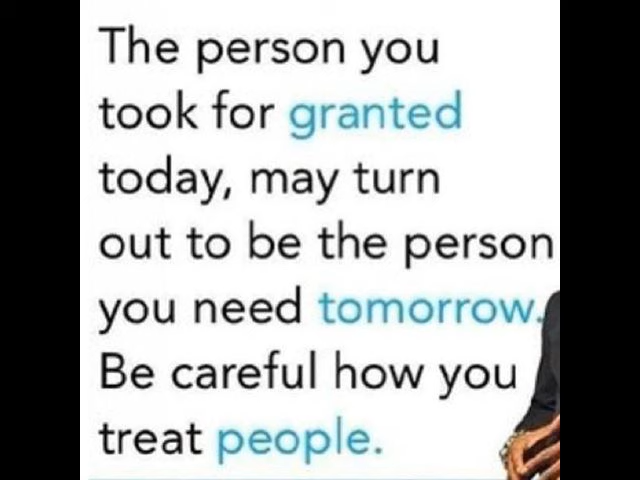 The person you
took for granted
today, may turn
out to be the person
you need tomorrow.
Be careful how you
treat people.